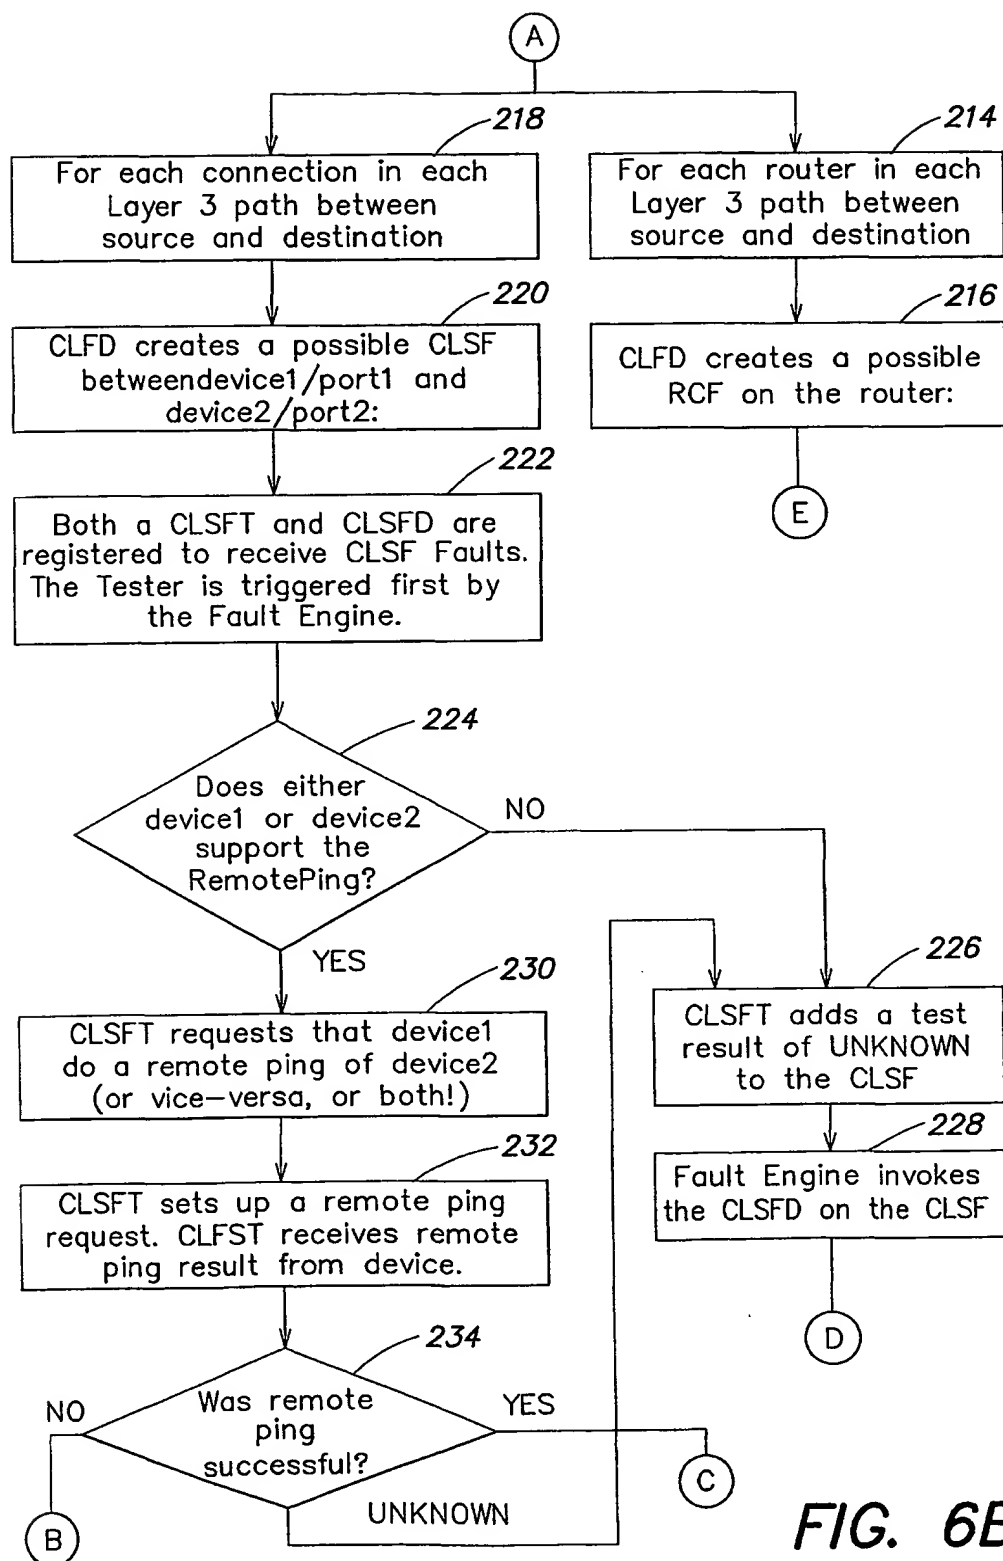 A
218
For each connection in each
Layer 3 path between
source and destination
214
For each router in each
Layer 3 path between
source and destination
220
CLFD creates a possible CLSF
betweendevice1/port1 and
device2/port2:
216
CLFD creates a possible
RCF on the router:
E
222
Both a CLSFT and CLSFD are
registered to receive CLSF Faults.
The Tester is triggered first by
the Fault Engine.
224
Does either
device1 or device2
support the
RemotePing?
NO
YES
230
CLSFT requests that device1
do a remote ping of device2
(or vice-versa, or both!)
226
CLSFT adds a test
result of UNKNOWN
to the CLSF
228
Fault Engine invokes
the CLSFD on the CLSF
D
232
CLSFT sets up a remote ping
request. CLFST receives remote
ping result from device.
234
Was remote
ping
successful?
NO
YES
UNKNOWN
B
C
FIG. 6B